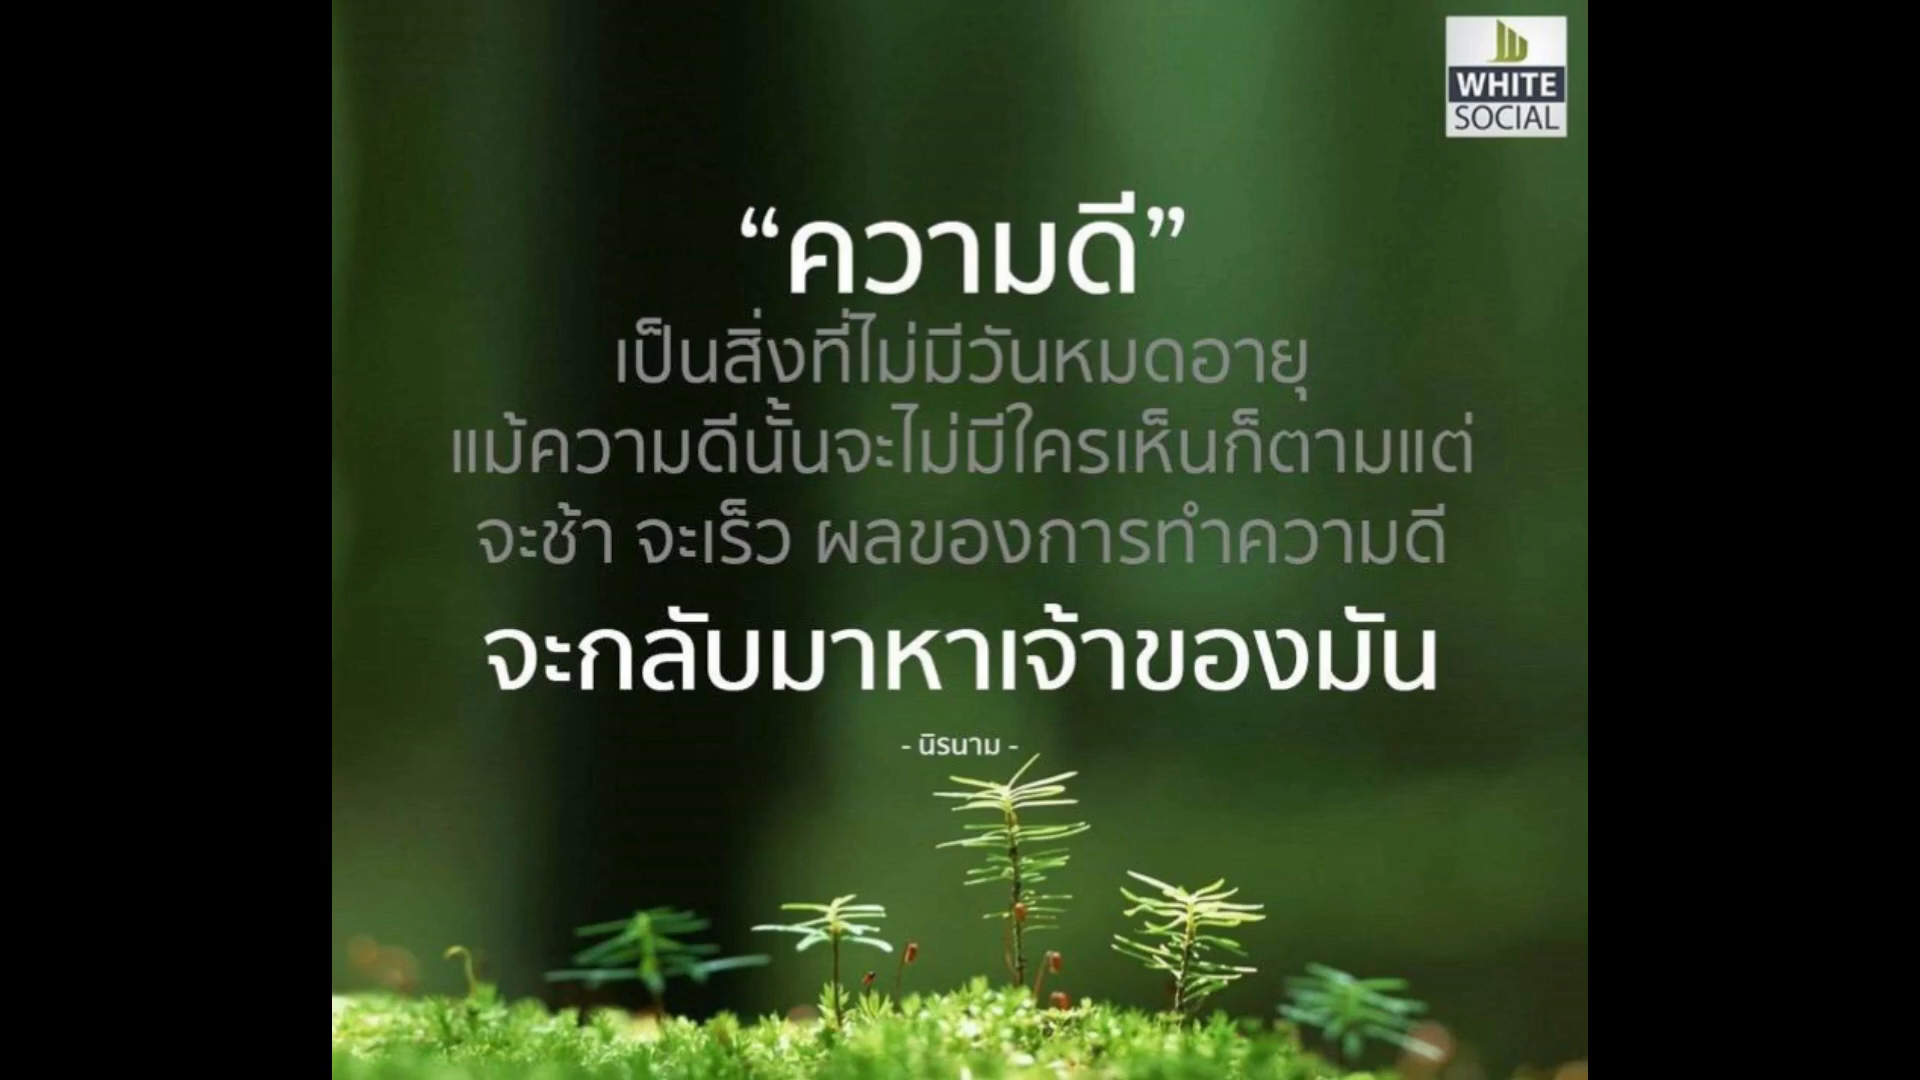 WHITE
SOCIAL
“ความดี”
เป็นสิ่งที่ไม่มีวันหมดอายุ
แม้ความดีนั้นจะไม่มีใครเห็นก็ตามแต่
จะช้า จะเร็ว ผลของการทำความดี
จะกลับมาหาเจ้าของมัน
- นิรนาม -